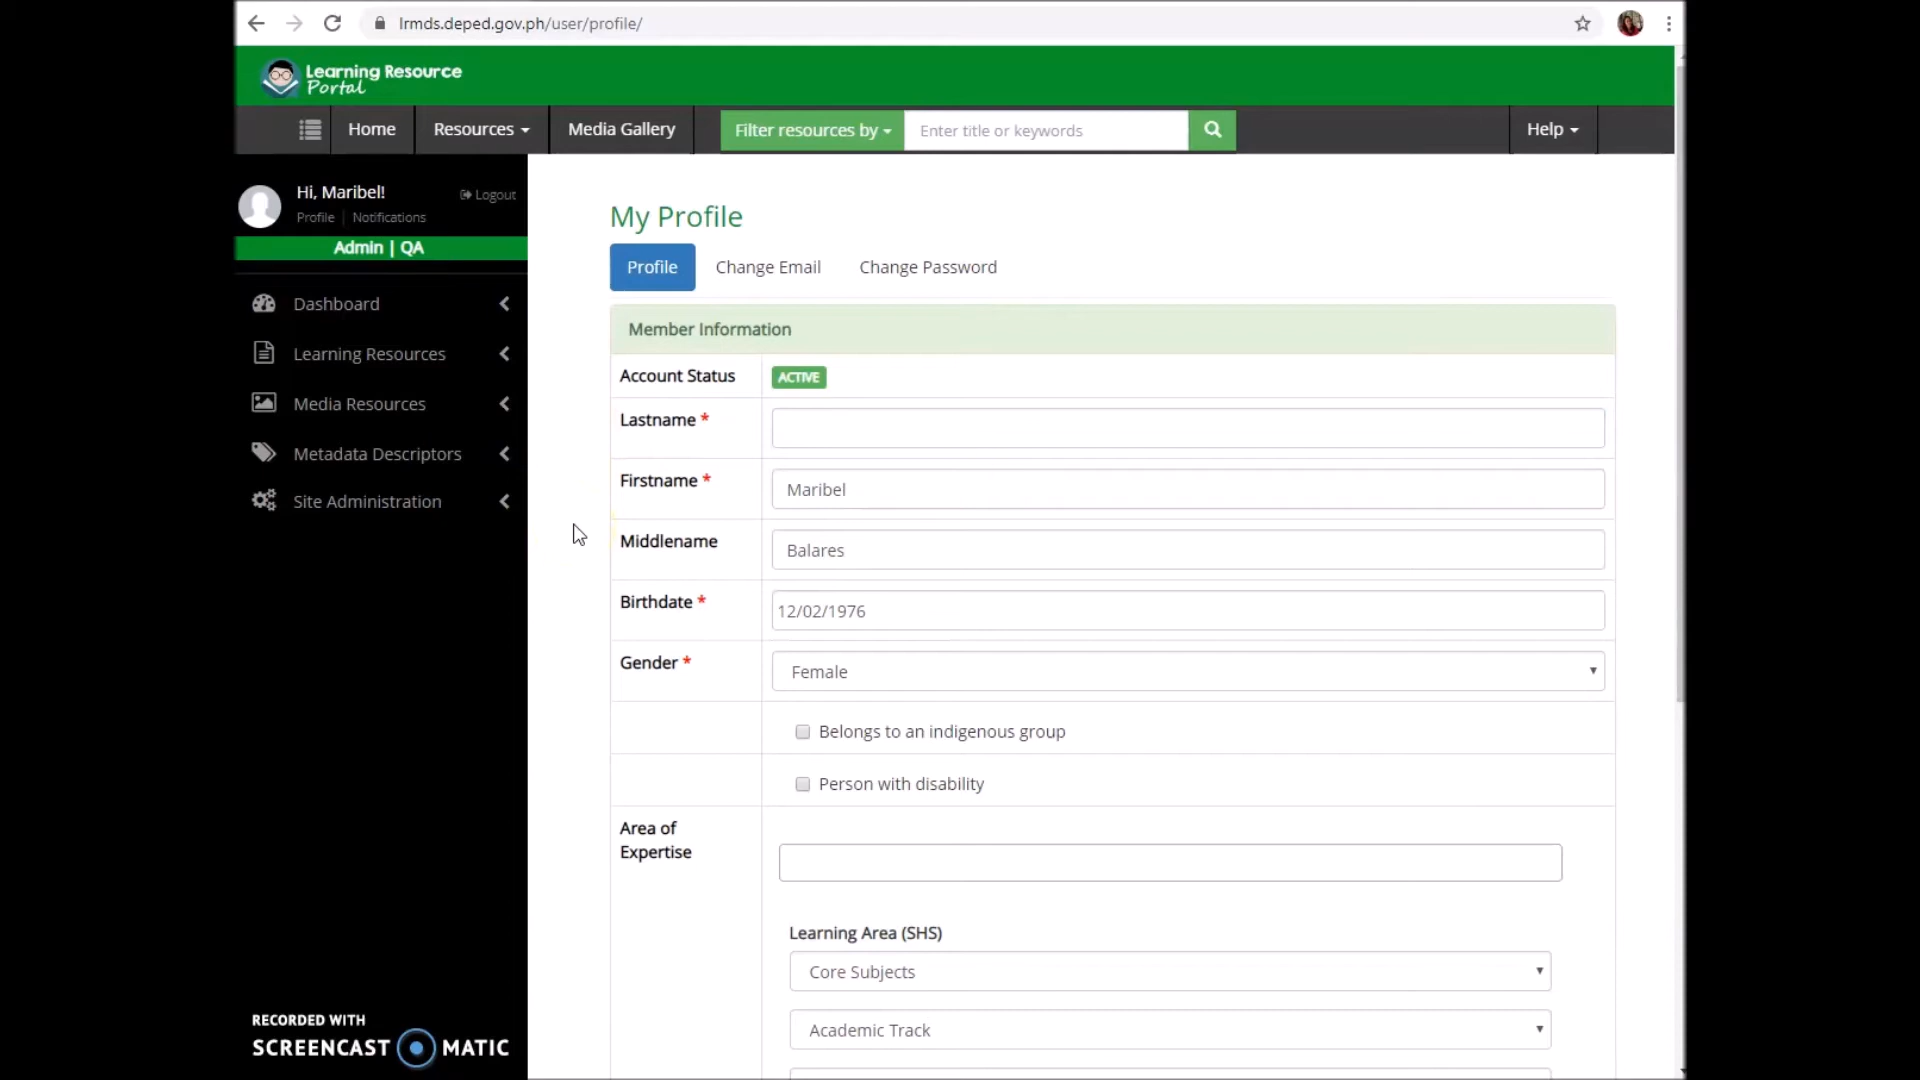 lrmds.deped.gov.ph/user/profile/
Learning Resource
Portal
Home
Resources
Media Gallery
Filter resources by
Enter title or keywords
Help
Hi, Maribel!
Logout
Profile | Notifications
Admin | QA
Dashboard
Learning Resources
Media Resources
Metadata Descriptors
Site Administration
My Profile
Profile
Change Email
Change Password
Member Information
Account Status
ACTIVE
Lastname *
Firstname *
Maribel
Middlename
Balares
Birthdate *
12/02/1976
Gender *
Female
Belongs to an indigenous group
Person with disability
Area of
Expertise
Learning Area (SHS)
Core Subjects
Academic Track
RECORDED WITH
SCREENCAST MATIC